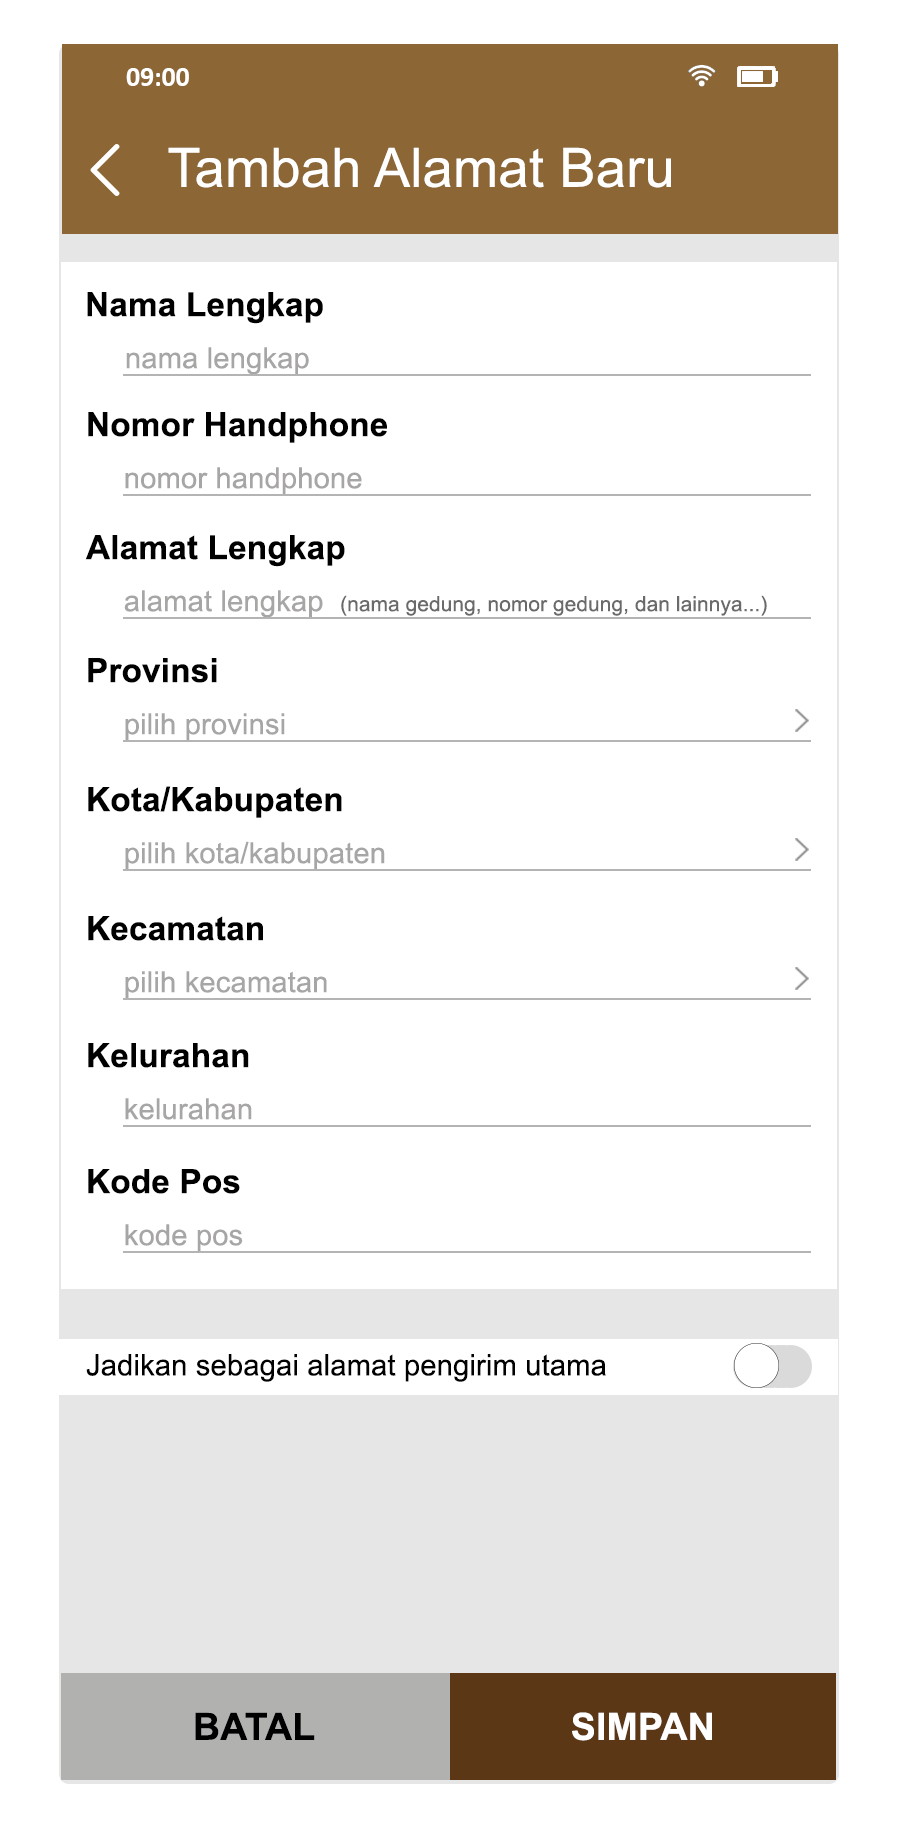 09:00
Tambah Alamat Baru
Nama Lengkap
nama lengkap
Nomor Handphone
nomor handphone
Alamat Lengkap
alamat lengkap (nama gedung, nomor gedung, dan lainnya...)
Provinsi
pilih provinsi
Kota/Kabupaten
pilih kota/kabupaten
Kecamatan
pilih kecamatan
Kelurahan
kelurahan
Kode Pos
kode pos
Jadikan sebagai alamat pengirim utama
BATAL SIMPAN